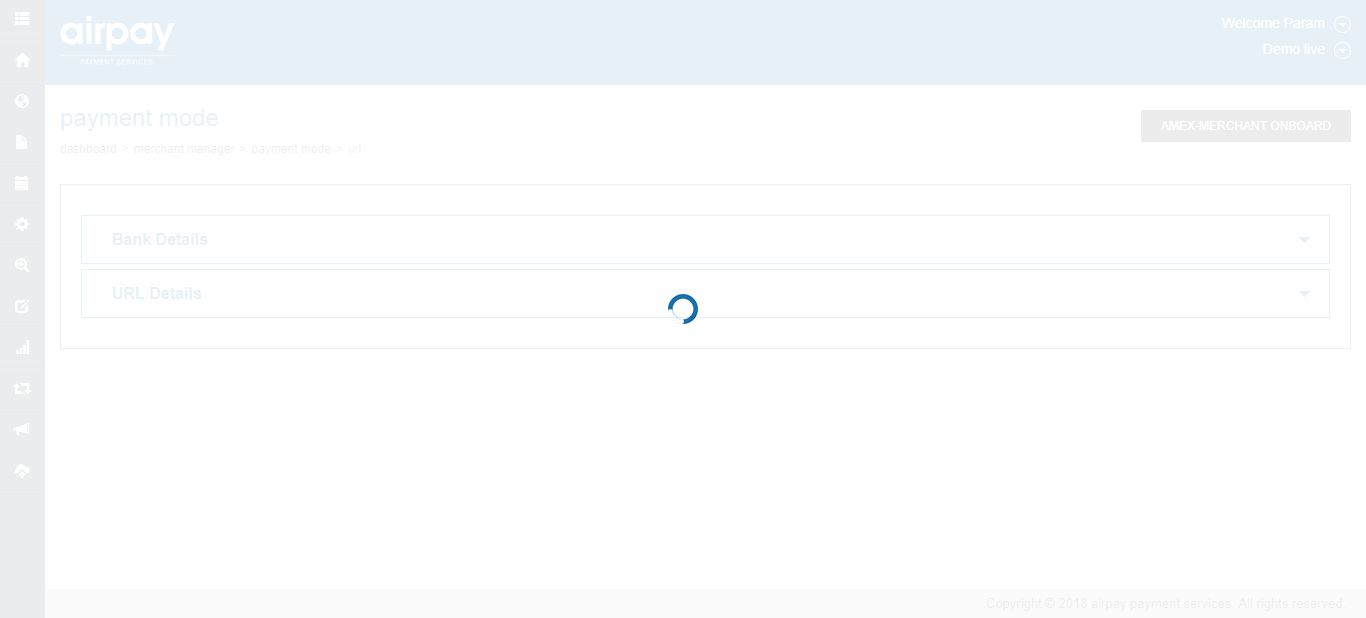 airpay
PAYMENT SERVICES
Welcome Param
Demo live
payment mode
AMEX-MERCHANT ONBOARD
dashboard > merchant manager > payment mode > url
Bank Details
URL Details
Copyright © 2018 airpay payment services. All rights reserved.